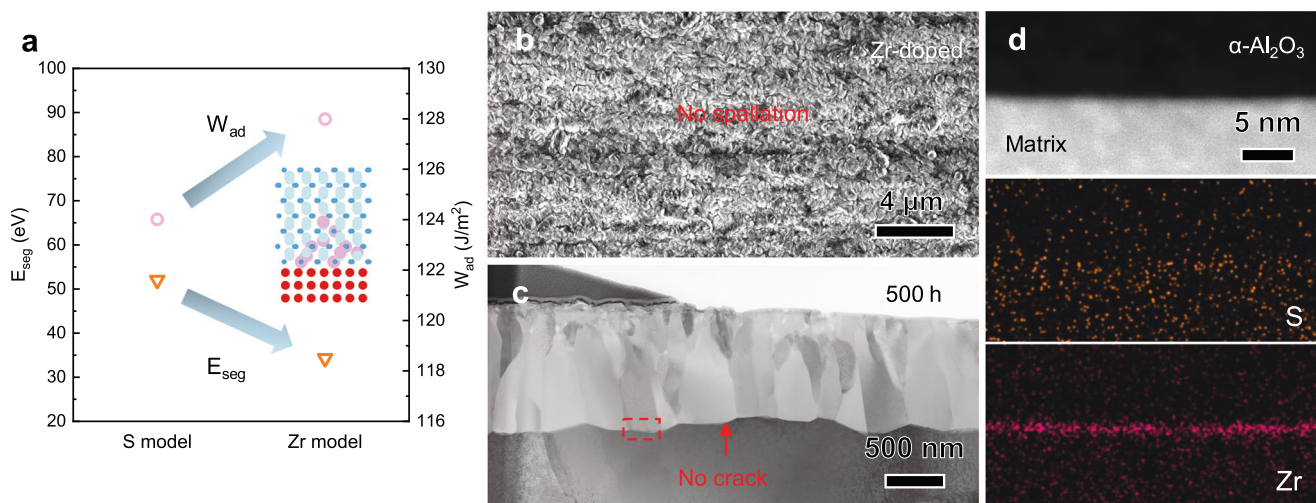 a
100
90
80
70
60
50
40
30
20
E_seg (eV)
W_ad
E_seg
130
128
126
124
122
120
118
116
W_ad (J/m²)
S model
Zr model
b
Zr-doped
No spallation
4 μm
c
500 h
No crack
500 nm
d
α-Al₂O₃
Matrix
5 nm
S
Zr